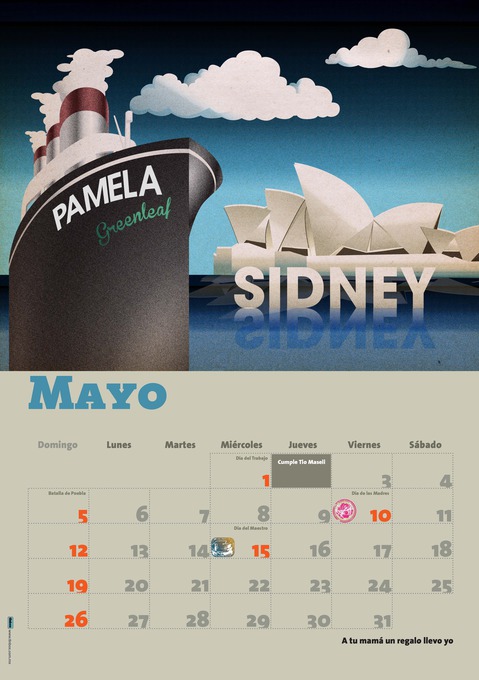 PAMELA
Greenleaf
SIDNEY
Mayo
Domingo Lunes Martes Miércoles Jueves Viernes Sábado
Día del Trabajo
Cumple Tío Maseli
1 3 4
Batalla de Puebla
Día de las Madres
5 6 7 8 9 10 11
Día del Maestro
12 13 14 15 16 17 18
19 20 21 22 23 24 25
26 27 28 29 30 31
A tu mamá un regalo llevo yo